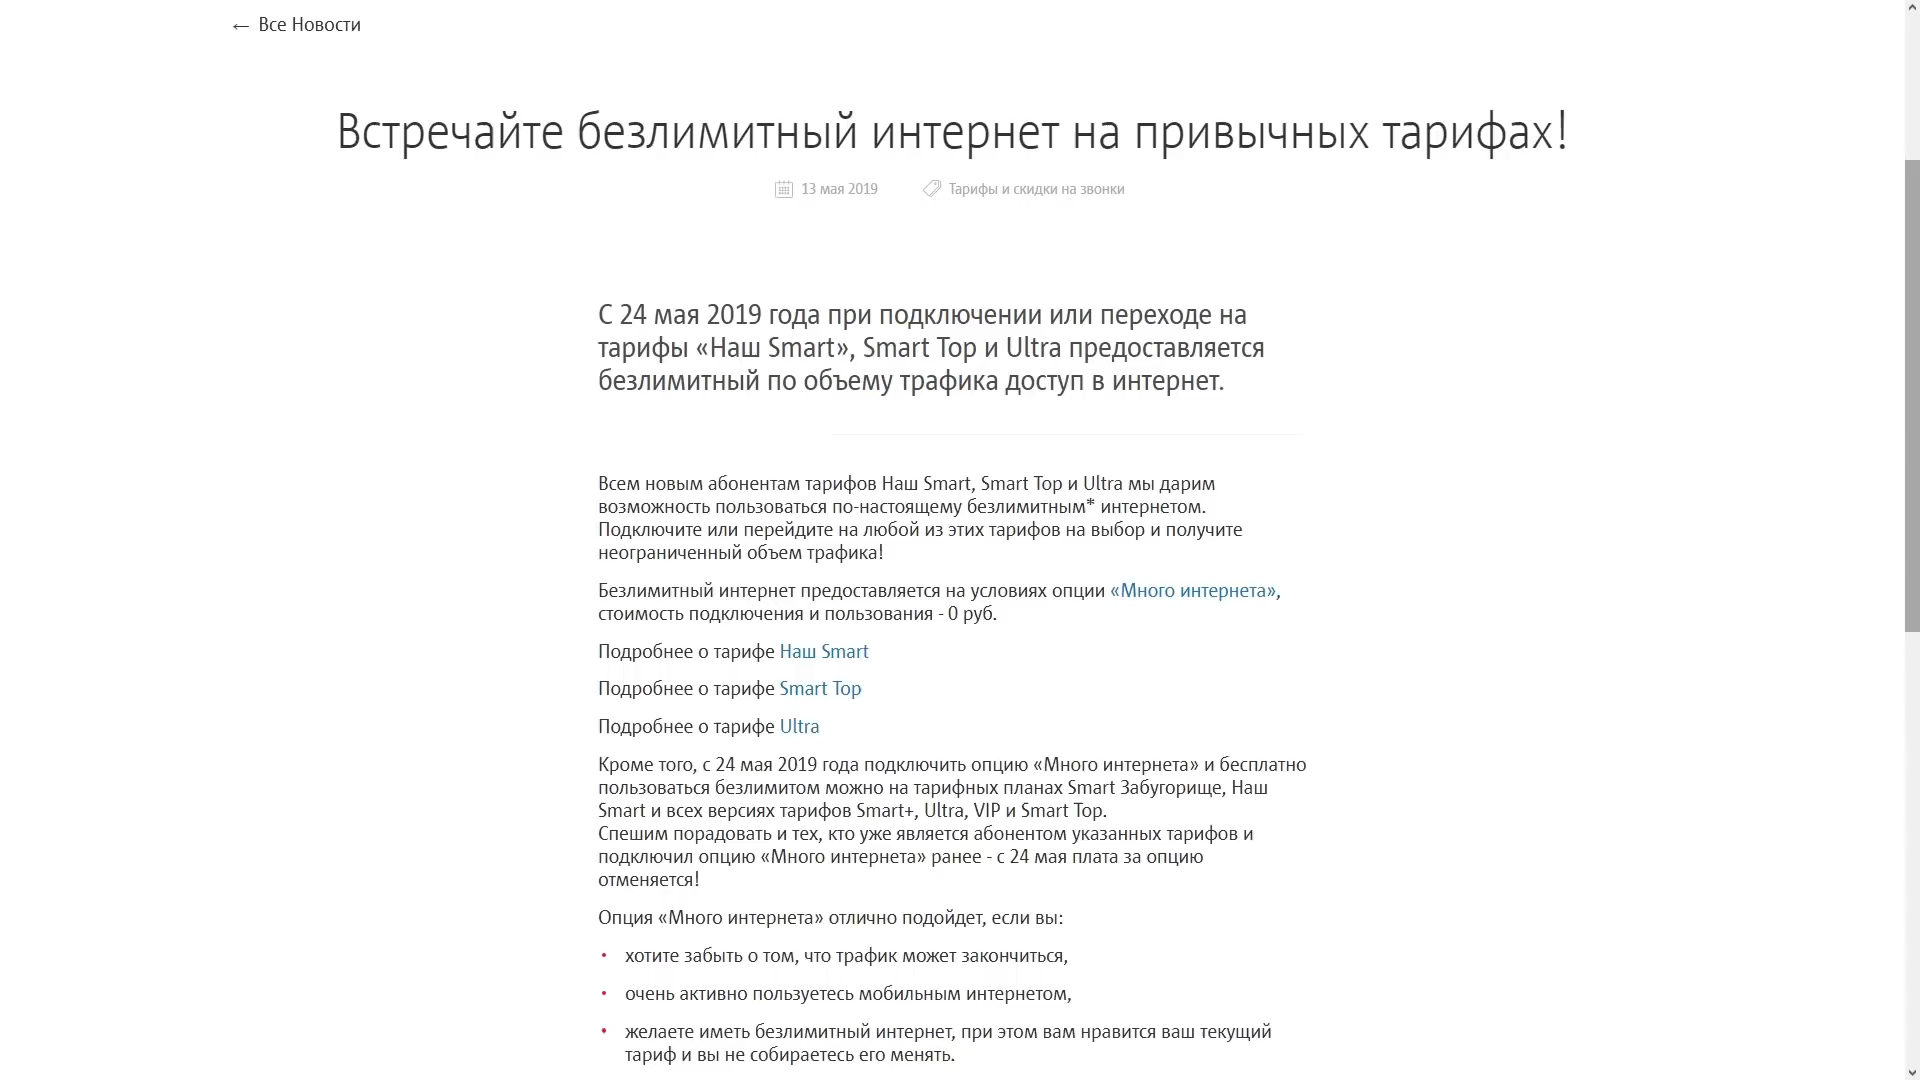 ← Все Новости
Встречайте безлимитный интернет на привычных тарифах!
13 мая 2019 Тарифы и скидки на звонки
С 24 мая 2019 года при подключении или переходе на
тарифы «Наш Smart», Smart Top и Ultra предоставляется
безлимитный по объему трафика доступ в интернет.
Всем новым абонентам тарифов Наш Smart, Smart Top и Ultra мы дарим
возможность пользоваться по-настоящему безлимитным* интернетом.
Подключите или перейдите на любой из этих тарифов на выбор и получите
неограниченный объем трафика!
Безлимитный интернет предоставляется на условиях опции «Много интернета»,
стоимость подключения и пользования - 0 руб.
Подробнее о тарифе Наш Smart
Подробнее о тарифе Smart Top
Подробнее о тарифе Ultra
Кроме того, с 24 мая 2019 года подключить опцию «Много интернета» и бесплатно
пользоваться безлимитом можно на тарифных планах Smart Забугорище, Наш
Smart и всех версиях тарифов Smart+, Ultra, VIP и Smart Top.
Спешим порадовать и тех, кто уже является абонентом указанных тарифов и
подключил опцию «Много интернета» ранее - с 24 мая плата за опцию
отменяется!
Опция «Много интернета» отлично подойдет, если вы:
• хотите забыть о том, что трафик может закончиться,
• очень активно пользуетесь мобильным интернетом,
• желаете иметь безлимитный интернет, при этом вам нравится ваш текущий
тариф и вы не собираетесь его менять.